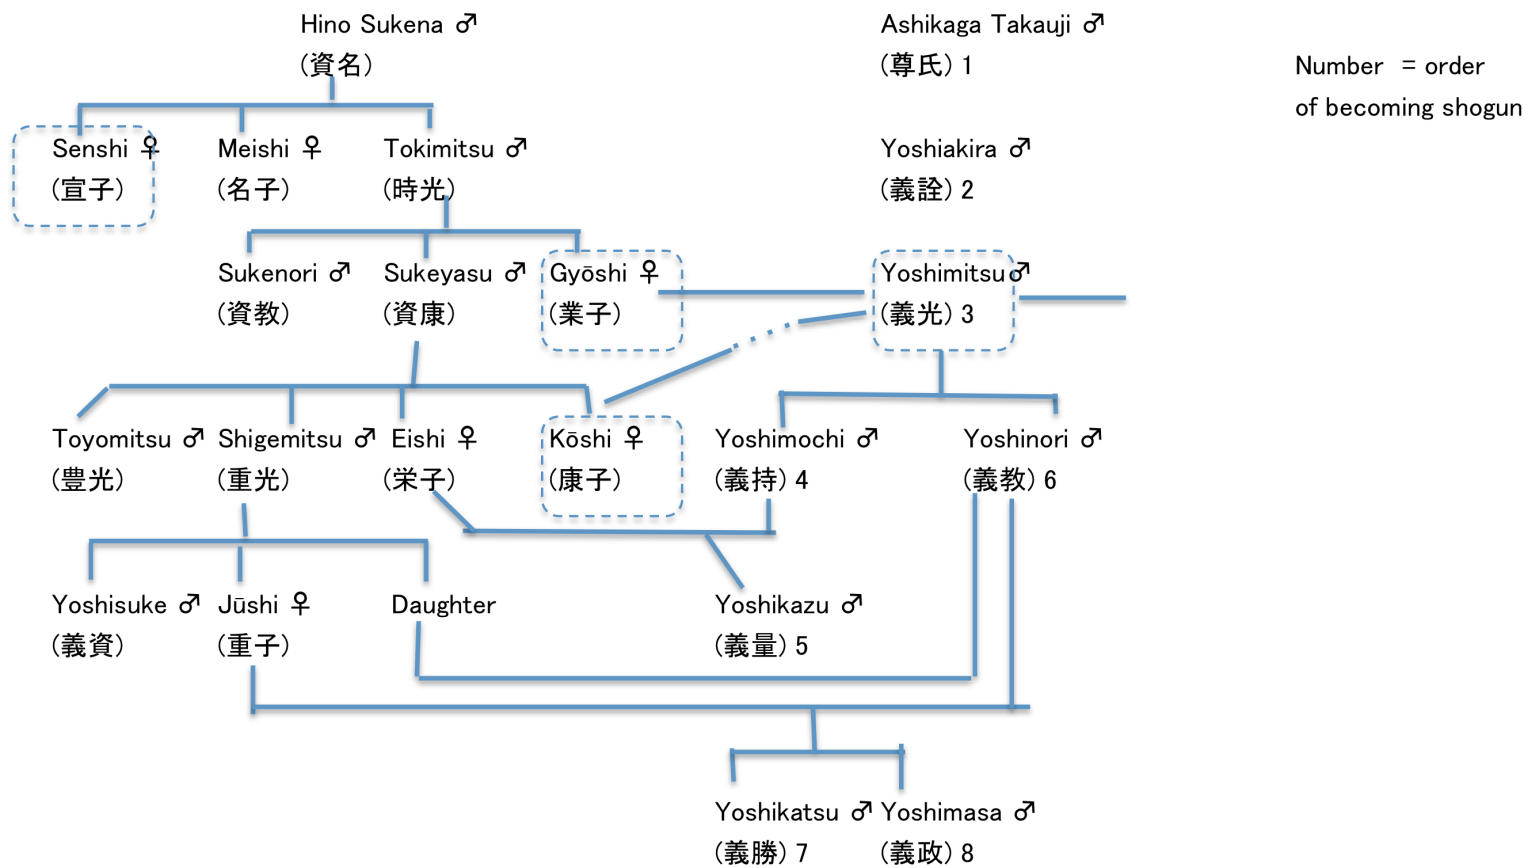 Hino Sukena ♂
(資名)
Ashikaga Takauji ♂
(尊氏) 1
Number = order
of becoming shogun
Senshi ♀
(宣子)
Meishi ♀
(名子)
Tokimitsu ♂
(時光)
Yoshiakira ♂
(義詮) 2
Sukenori ♂
(資教)
Sukeyasu ♂
(資康)
Gyōshi ♀
(業子)
Yoshimitsu♂
(義光) 3
Toyomitsu ♂
(豊光)
Shigemitsu ♂
(重光)
Eishi ♀
(栄子)
Kōshi ♀
(康子)
Yoshimochi ♂
(義持) 4
Yoshinori ♂
(義教) 6
Yoshisuke ♂
(義資)
Jūshi ♀
(重子)
Daughter
Yoshikazu ♂
(義量) 5
Yoshikatsu ♂
(義勝) 7
Yoshimasa ♂
(義政) 8